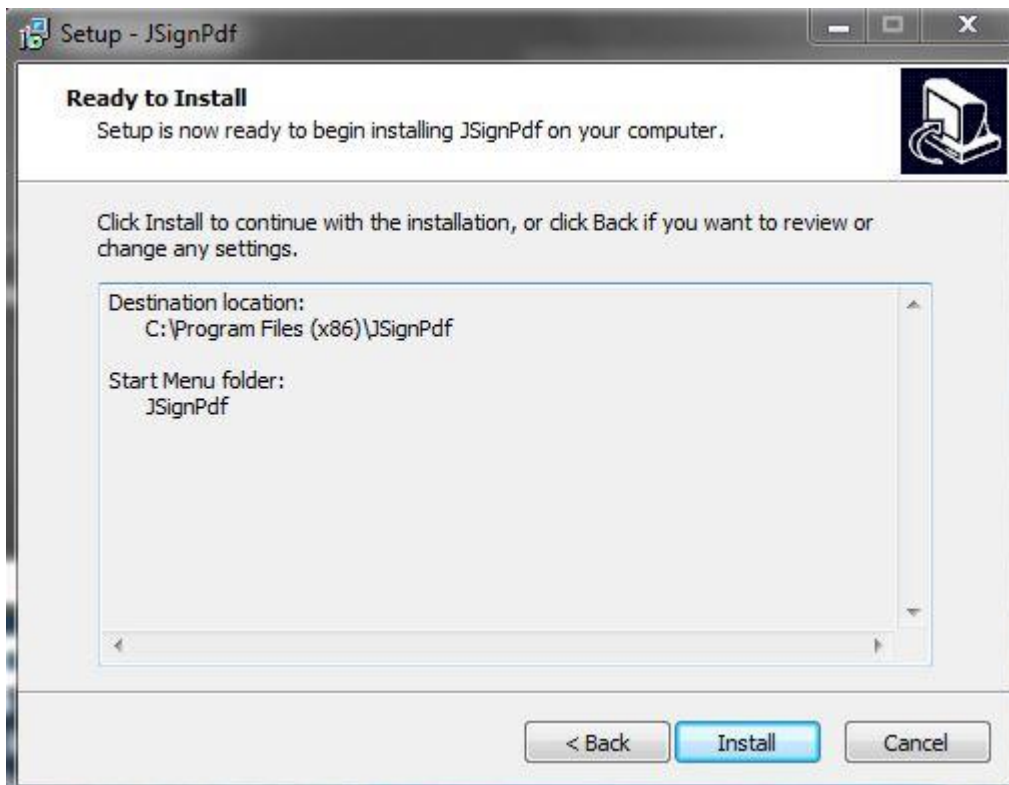 Setup - JSignPdf
Ready to Install
Setup is now ready to begin installing JSignPdf on your computer.
Click Install to continue with the installation, or click Back if you want to review or
change any settings.
Destination location:
C:\Program Files (x86)\JSignPdf
Start Menu folder:
JSignPdf
< Back Install Cancel